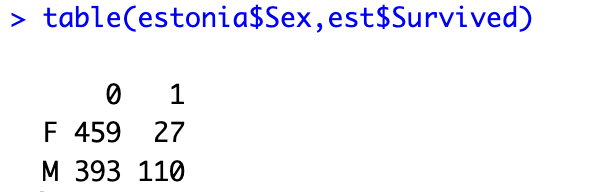 > table(estonia$Sex,est$Survived)
0 1
F 459 27
M 393 110